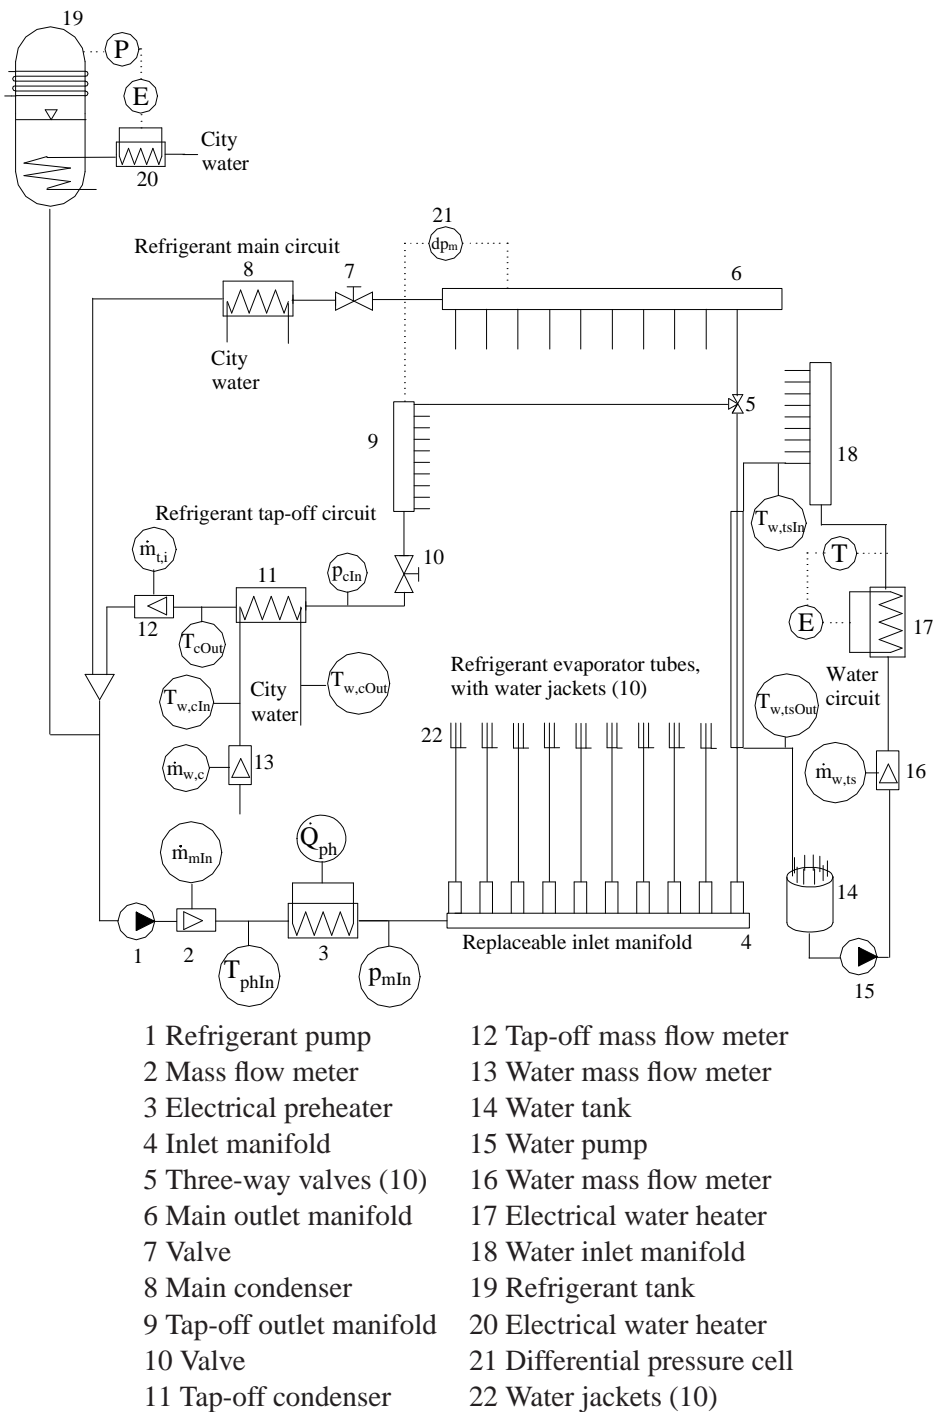 19
P
E
City
water
20
21
dpm
Refrigerant main circuit
8
7
6
City
water
5
9
18
Refrigerant tap-off circuit
Tw,tsIn
ṁt,i
10
T
11
pcIn
12
E
17
TcOut
Refrigerant evaporator tubes,
with water jackets (10)
Water
circuit
Tw,cIn
City
water
Tw,cOut
Tw,tsOut
22
ṁw,c
13
ṁw,ts
16
Q̇ph
ṁmIn
14
Replaceable inlet manifold
4
1
2
3
TphIn
pmIn
15
1 Refrigerant pump
2 Mass flow meter
3 Electrical preheater
4 Inlet manifold
5 Three-way valves (10)
6 Main outlet manifold
7 Valve
8 Main condenser
9 Tap-off outlet manifold
10 Valve
11 Tap-off condenser
12 Tap-off mass flow meter
13 Water mass flow meter
14 Water tank
15 Water pump
16 Water mass flow meter
17 Electrical water heater
18 Water inlet manifold
19 Refrigerant tank
20 Electrical water heater
21 Differential pressure cell
22 Water jackets (10)